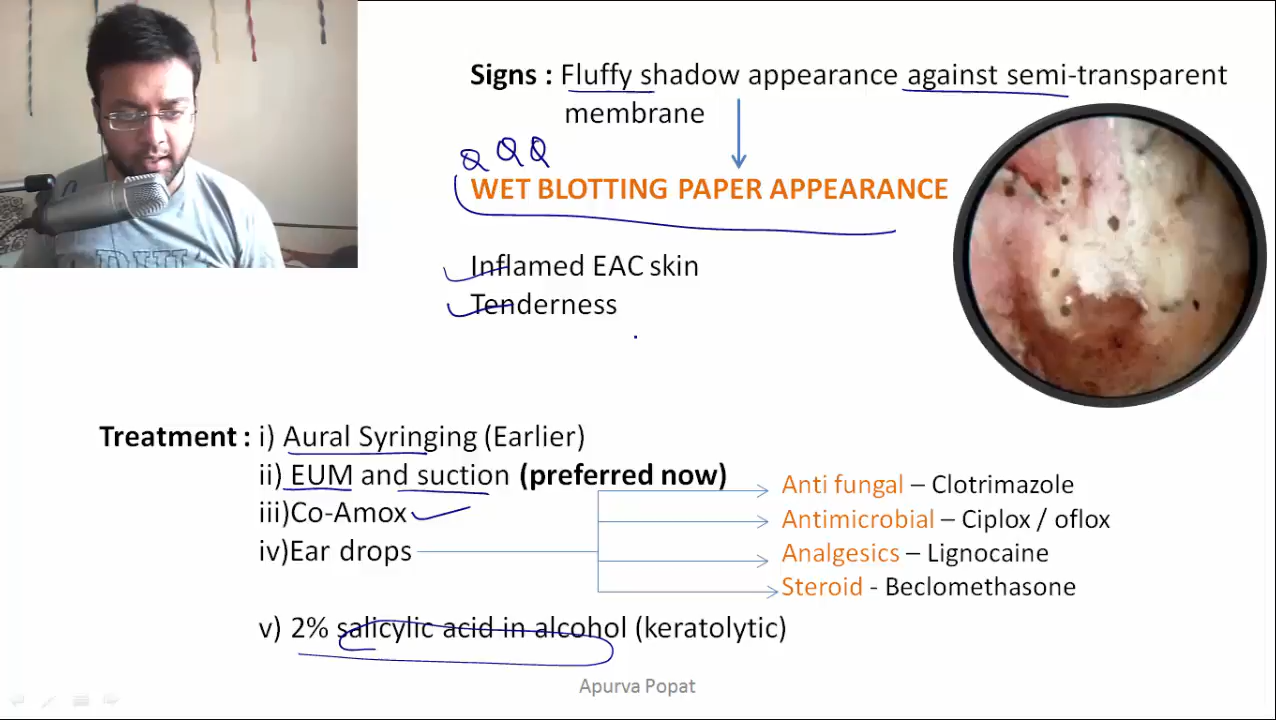 Signs : Fluffy shadow appearance against semi-transparent
membrane
Q Q Q
WET BLOTTING PAPER APPEARANCE
Inflamed EAC skin
Tenderness
Treatment : i) Aural Syringing (Earlier)
ii) EUM and suction (preferred now)
iii)Co-Amox
iv)Ear drops
Anti fungal – Clotrimazole
Antimicrobial – Ciplox / oflox
Analgesics – Lignocaine
Steroid - Beclomethasone
v) 2% salicylic acid in alcohol (keratolytic)
Apurva Popat